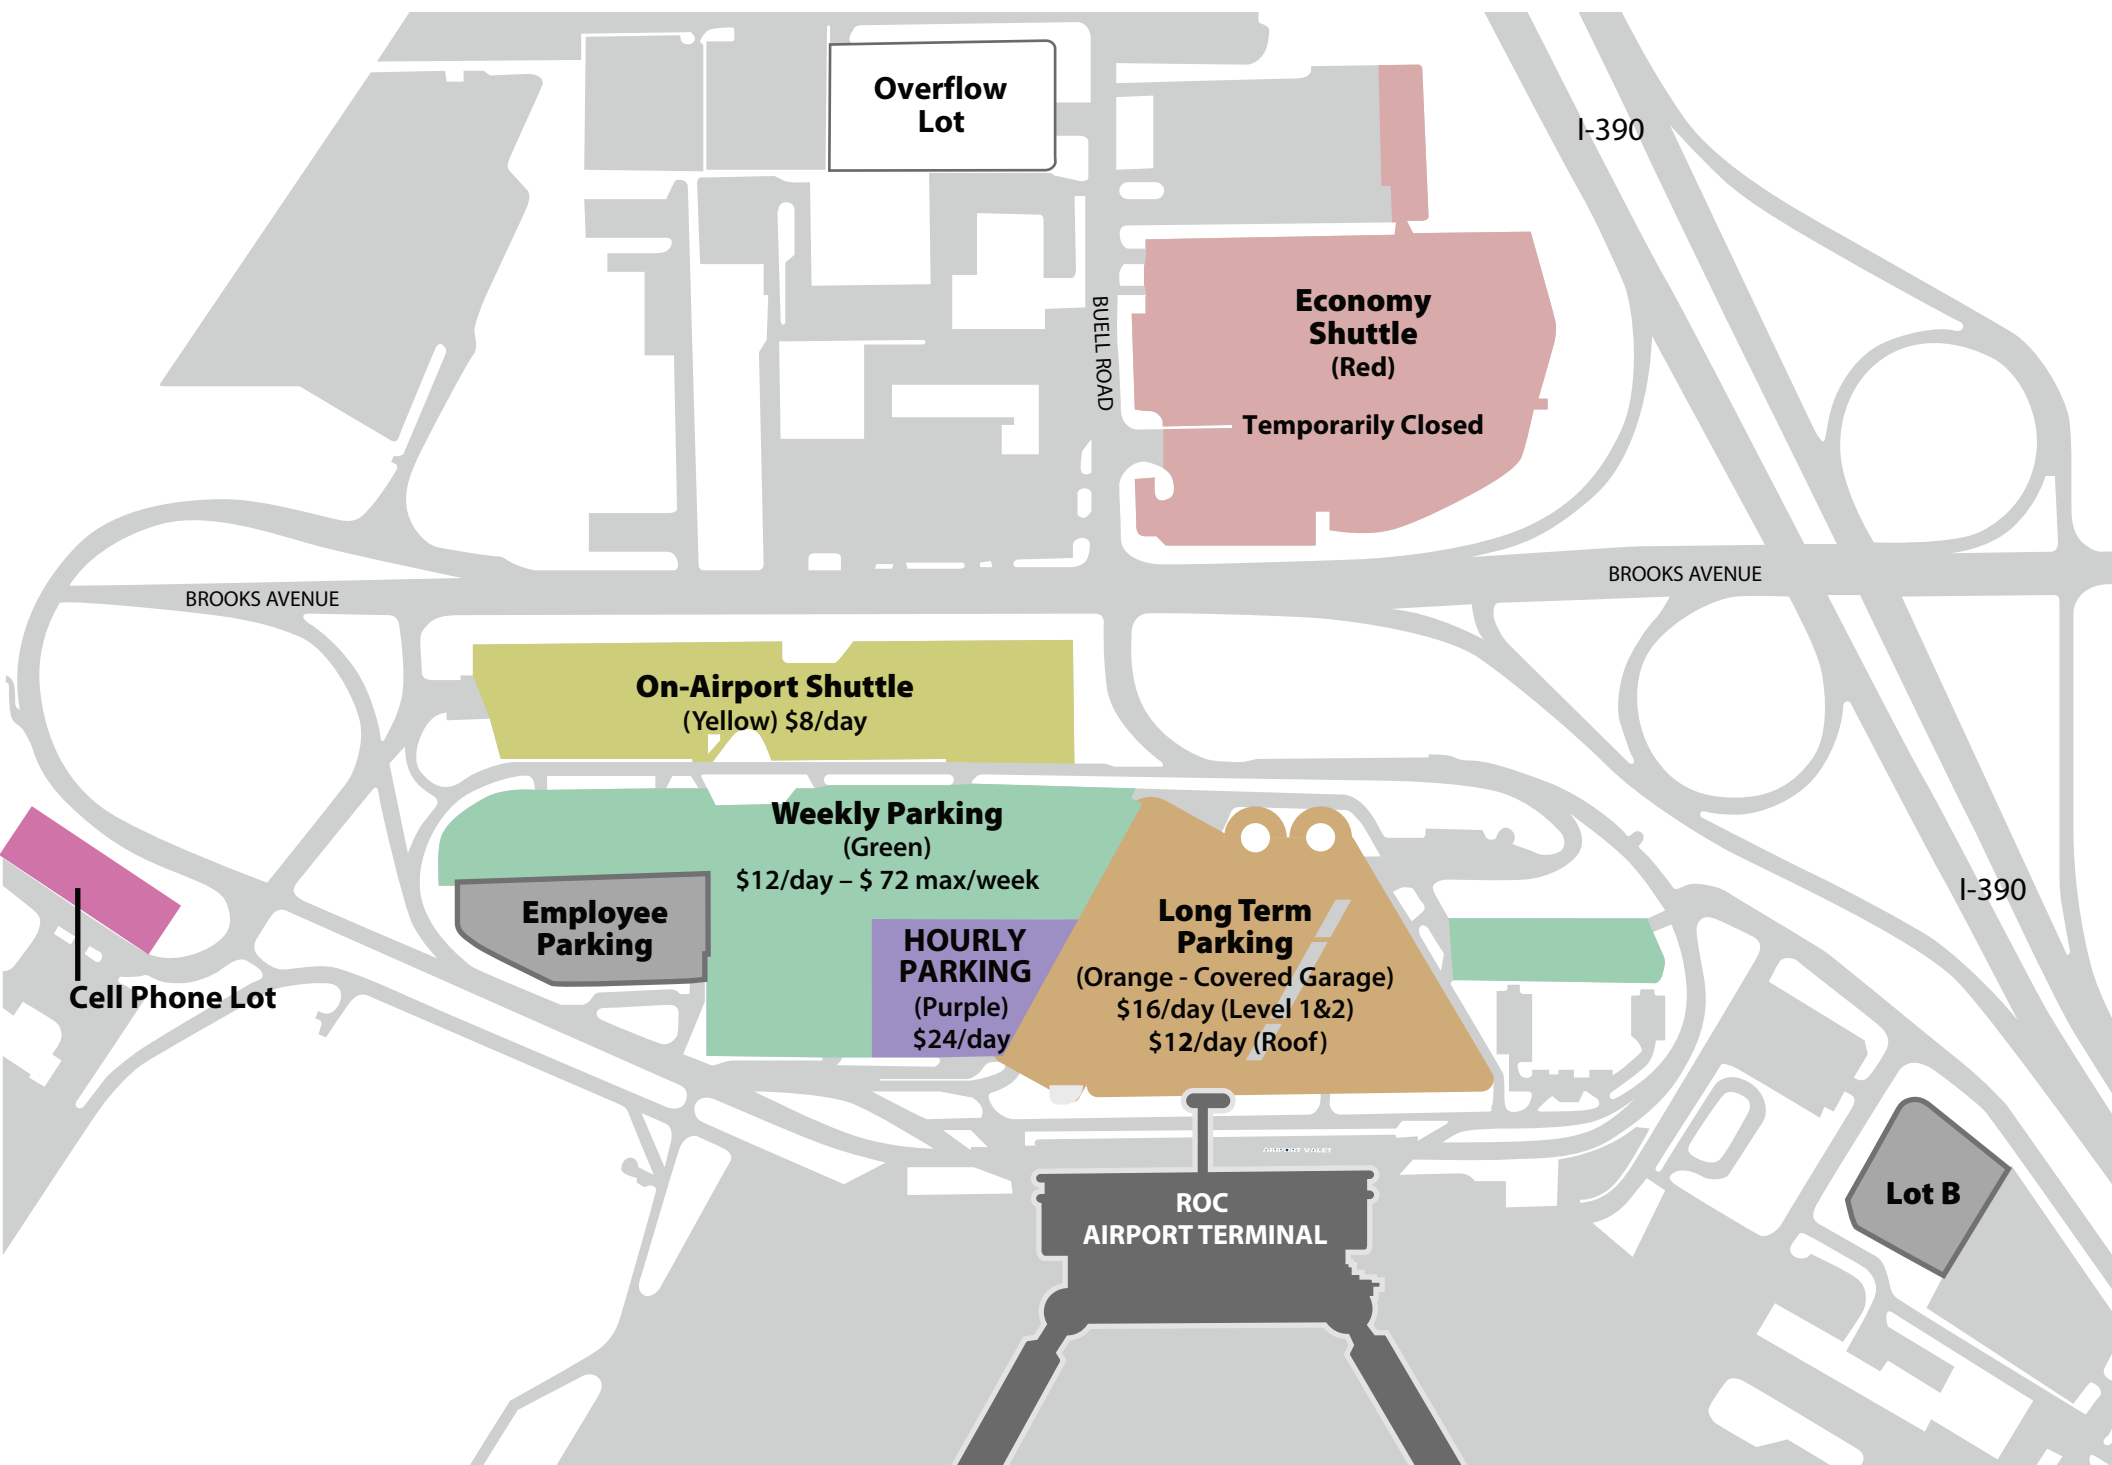 Overflow
Lot
I-390
Economy
Shuttle
(Red)
Temporarily Closed
BUELL ROAD
BROOKS AVENUE
BROOKS AVENUE
On-Airport Shuttle
(Yellow) $8/day
Weekly Parking
(Green)
$12/day – $ 72 max/week
Employee
Parking
HOURLY
PARKING
(Purple)
$24/day
Long Term
Parking
(Orange - Covered Garage)
$16/day (Level 1&2)
$12/day (Roof)
I-390
Cell Phone Lot
AIRPORT VALET
ROC
AIRPORT TERMINAL
Lot B